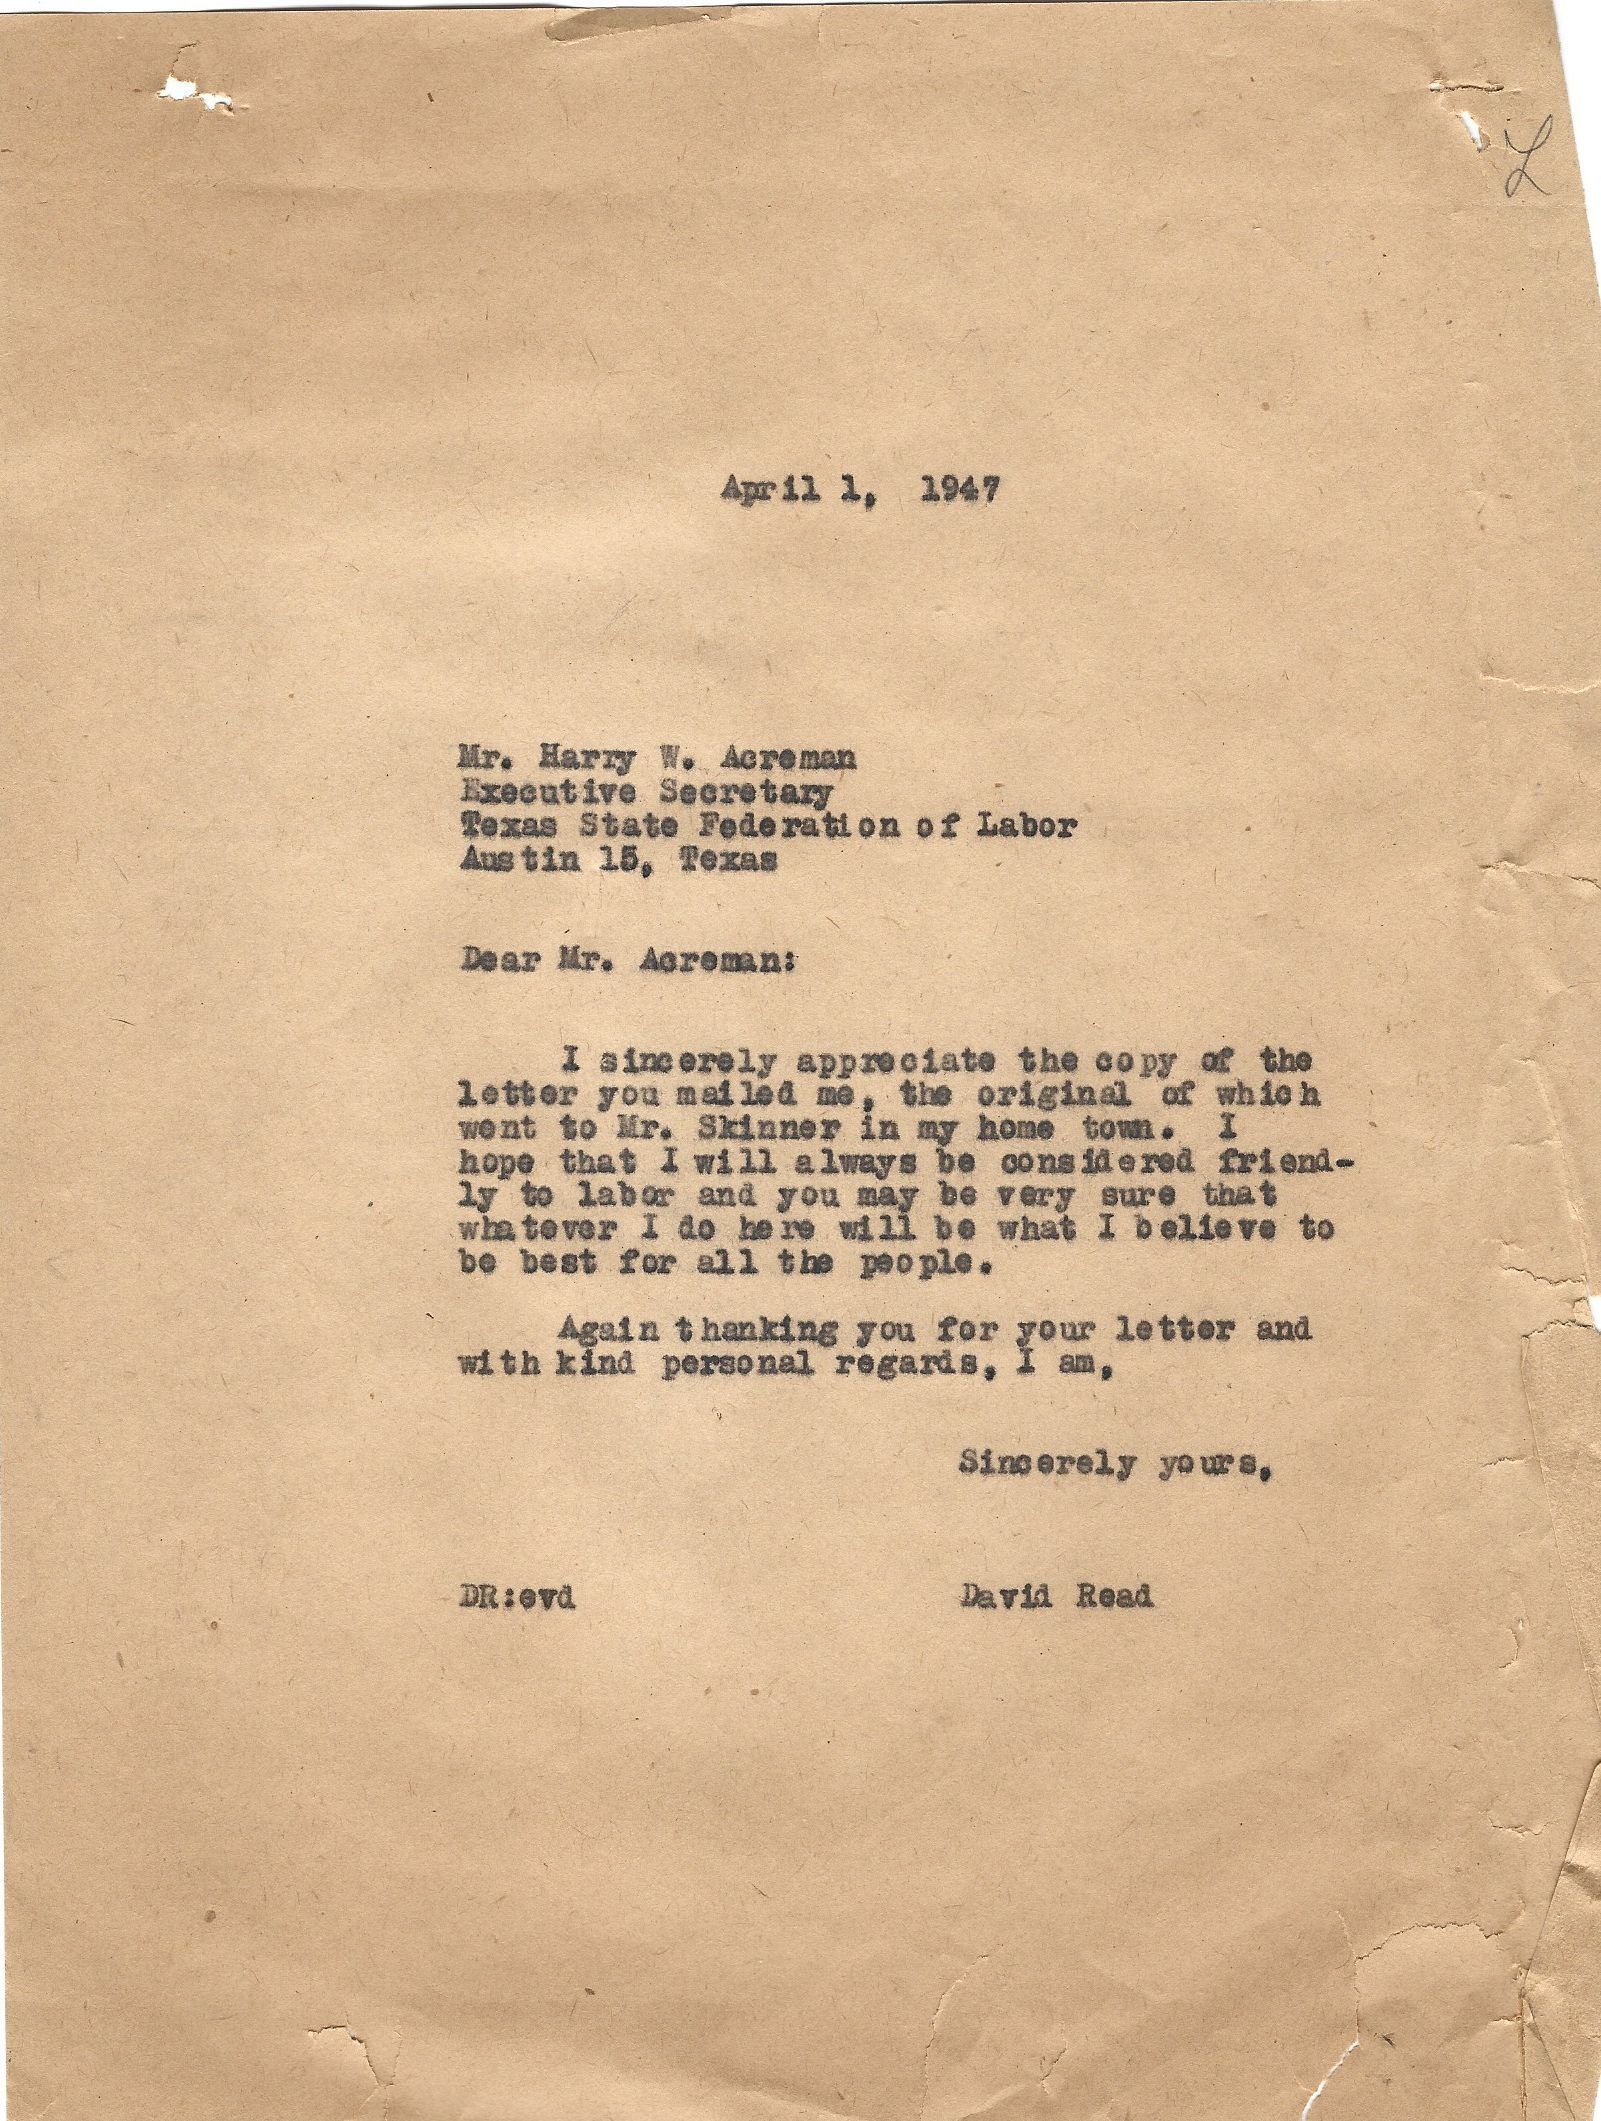 L
April 1, 1947
Mr. Harry W. Acreman
Executive Secretary
Texas State Federation of Labor
Austin 15, Texas
Dear Mr. Acreman:
I sincerely appreciate the copy of the
letter you mailed me, the original of which
went to Mr. Skinner in my home town. I
hope that I will always be considered friend-
ly to labor and you may be very sure that
whatever I do here will be what I believe to
be best for all the people.
Again thanking you for your letter and
with kind personal regards, I am,
Sincerely yours,
DR:evd David Read